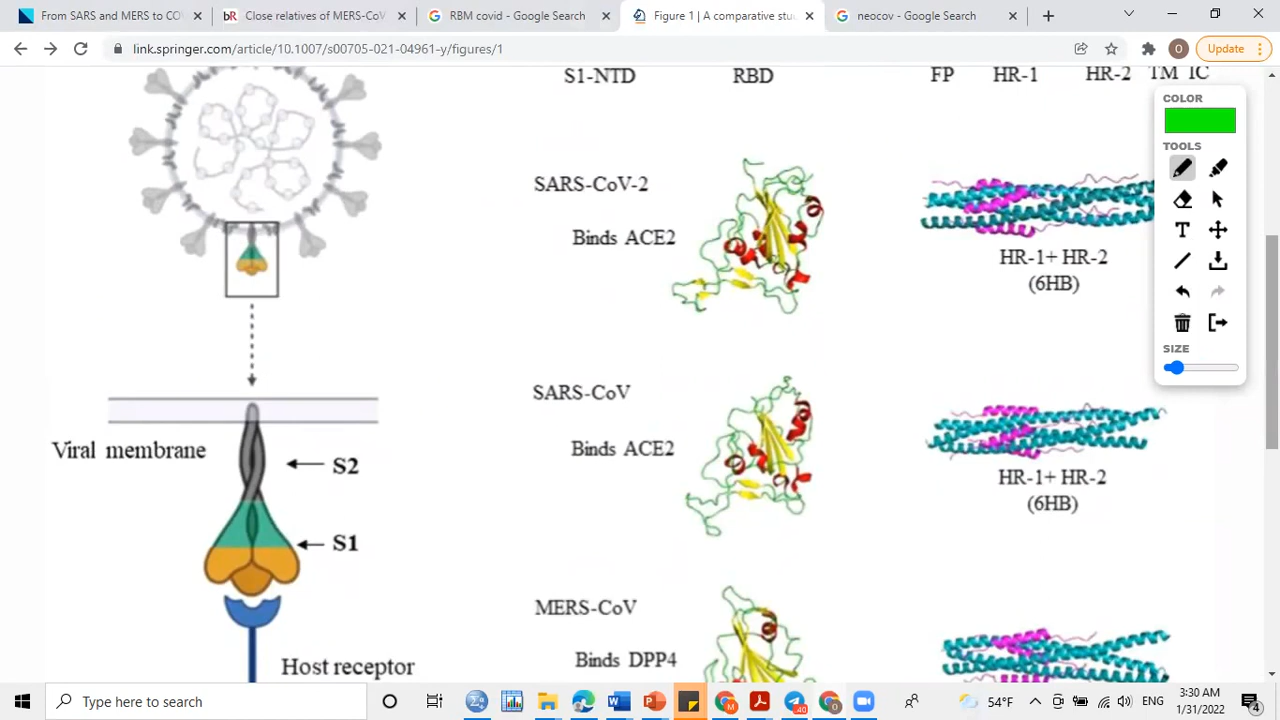 From SARS and MERS to CO
Close relatives of MERS-CoV
RBM covid - Google Search
Figure 1 | A comparative stu
neocov - Google Search
link.springer.com/article/10.1007/s00705-021-04961-y/figures/1
O
Update
S1-NTD RBD FP HR-1 HR-2 TM IC
COLOR
TOOLS
SIZE
SARS-CoV-2
Binds ACE2
HR-1+ HR-2
(6HB)
SARS-CoV
Binds ACE2
HR-1+ HR-2
(6HB)
Viral membrane
S2
S1
MERS-CoV
Binds DPP4
Host receptor
Type here to search
54°F
ENG
3:30 AM
1/31/2022